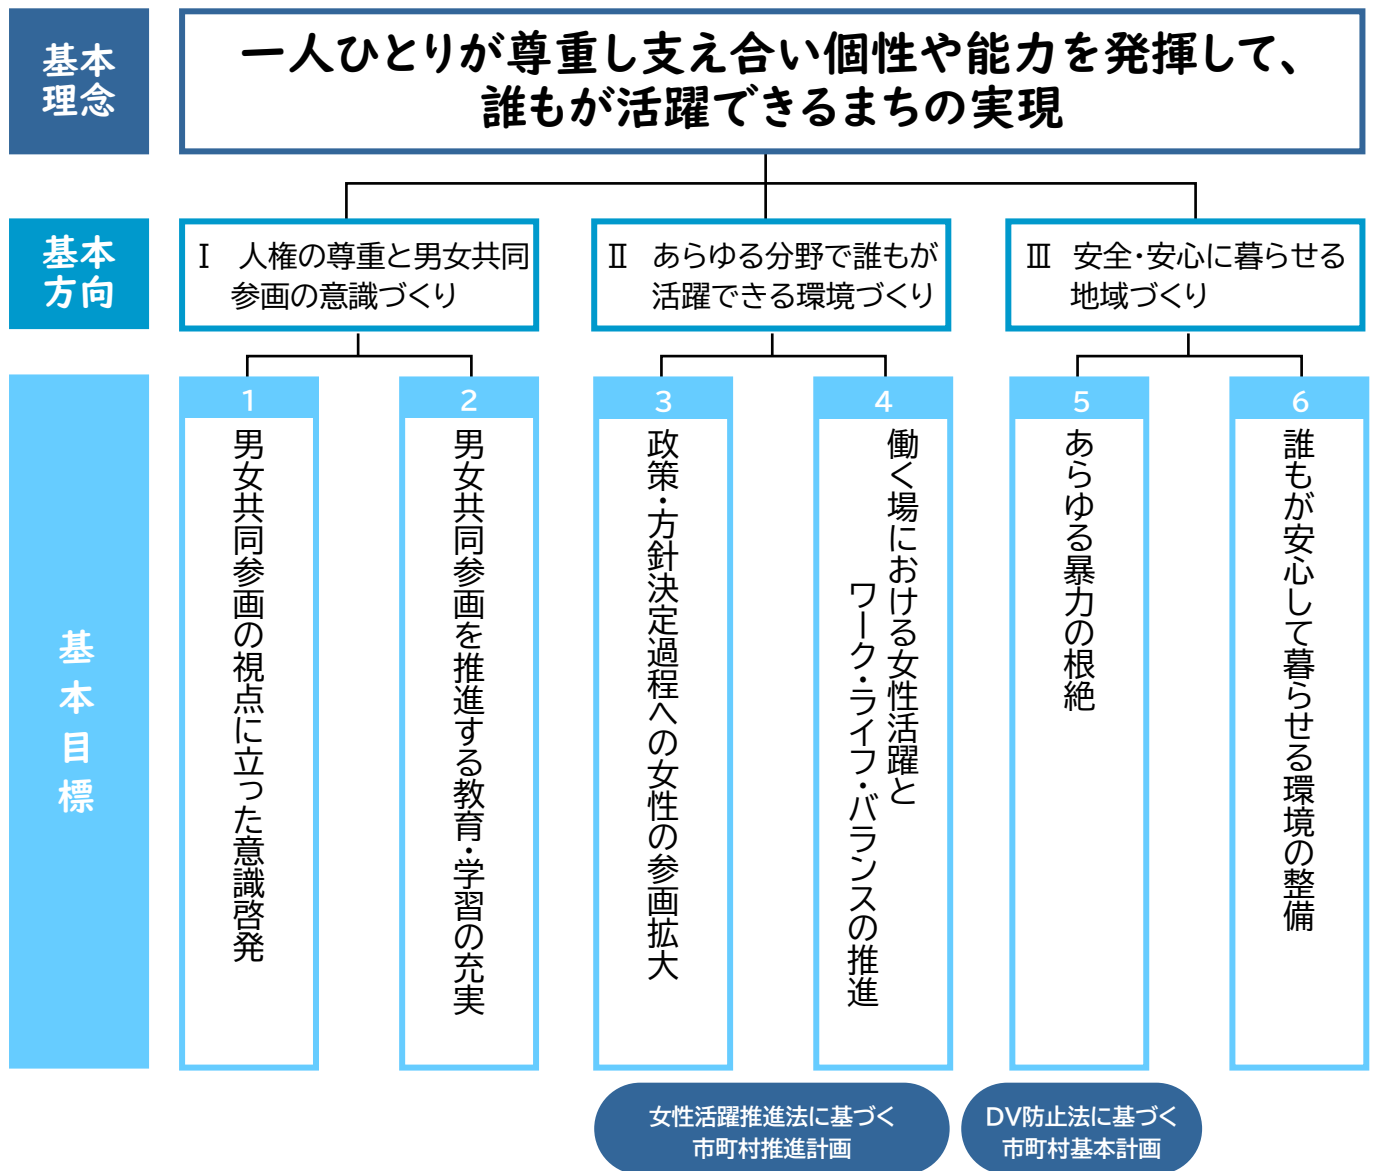 基本
理念
一人ひとりが尊重し支え合い個性や能力を発揮して、
誰もが活躍できるまちの実現
基本
方向
Ⅰ 人権の尊重と男女共同
参画の意識づくり
Ⅱ あらゆる分野で誰もが
活躍できる環境づくり
Ⅲ 安全・安心に暮らせる
地域づくり
基本目標
1
男女共同参画の視点に立った意識啓発
2
男女共同参画を推進する教育・学習の充実
3
政策・方針決定過程への女性の参画拡大
4
働く場における女性活躍と
ワーク・ライフ・バランスの推進
5
あらゆる暴力の根絶
6
誰もが安心して暮らせる環境の整備
女性活躍推進法に基づく
市町村推進計画
DV防止法に基づく
市町村基本計画